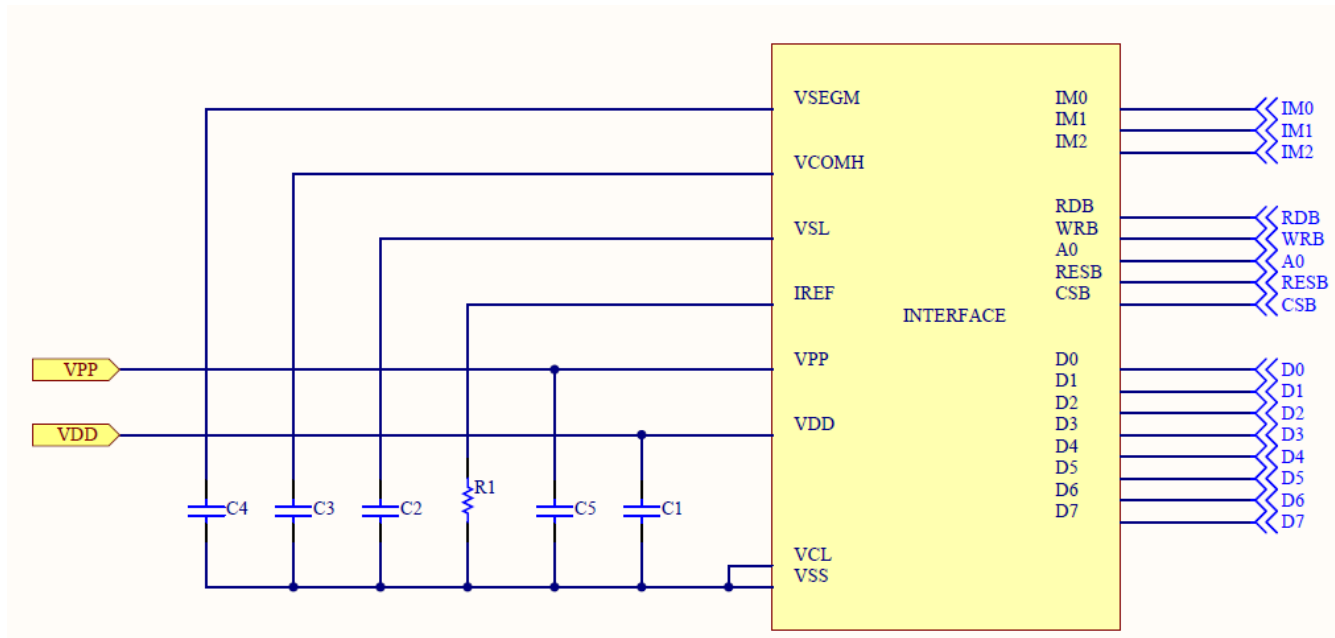 VSEGM IM0 IM0
IM1 IM1
IM2 IM2
VCOMH
RDB RDB
VSL WRB WRB
A0 A0
RESB RESB
IREF CSB CSB
INTERFACE
VPP VPP D0 D0
D1 D1
D2 D2
VDD VDD D3 D3
D4 D4
D5 D5
R1 D6 D6
C4 C3 C2 C5 C1 D7 D7
VCL
VSS